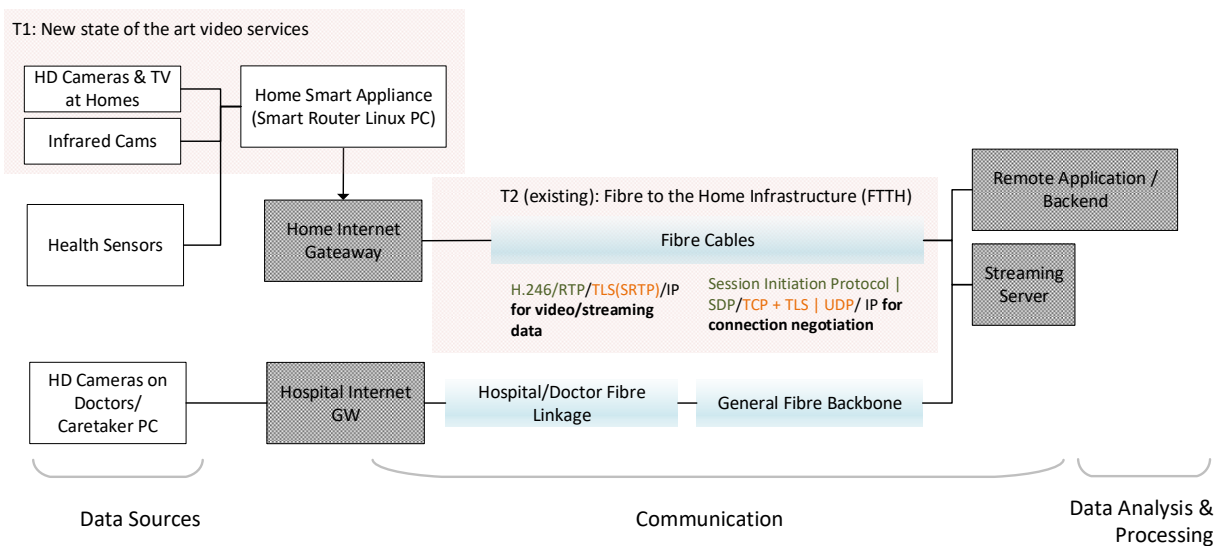 T1: New state of the art video services
HD Cameras & TV
at Homes
Infrared Cams
Health Sensors
Home Smart Appliance
(Smart Router Linux PC)
Home Internet
Gateaway
T2 (existing): Fibre to the Home Infrastructure (FTTH)
Fibre Cables
H.246/RTP/TLS(SRTP)/IP
for video/streaming
data
Session Initiation Protocol |
SDP/TCP + TLS | UDP/ IP for
connection negotiation
Remote Application /
Backend
Streaming
Server
HD Cameras on
Doctors/
Caretaker PC
Hospital Internet
GW
Hospital/Doctor Fibre
Linkage
General Fibre Backbone
Data Sources
Communication
Data Analysis &
Processing